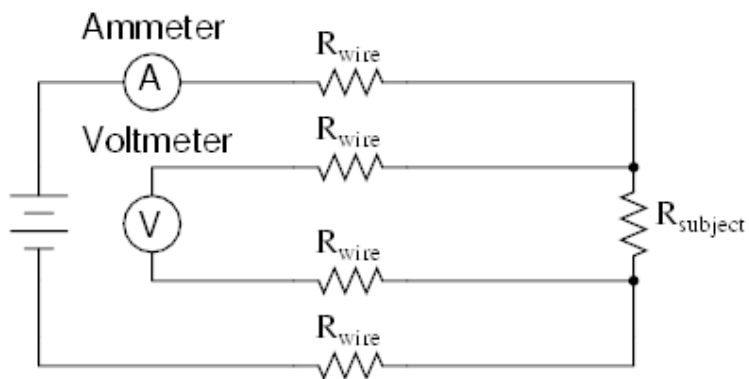 Ammeter
A
Rwire
Voltmeter
Rwire
V
Rsubject
Rwire
Rwire